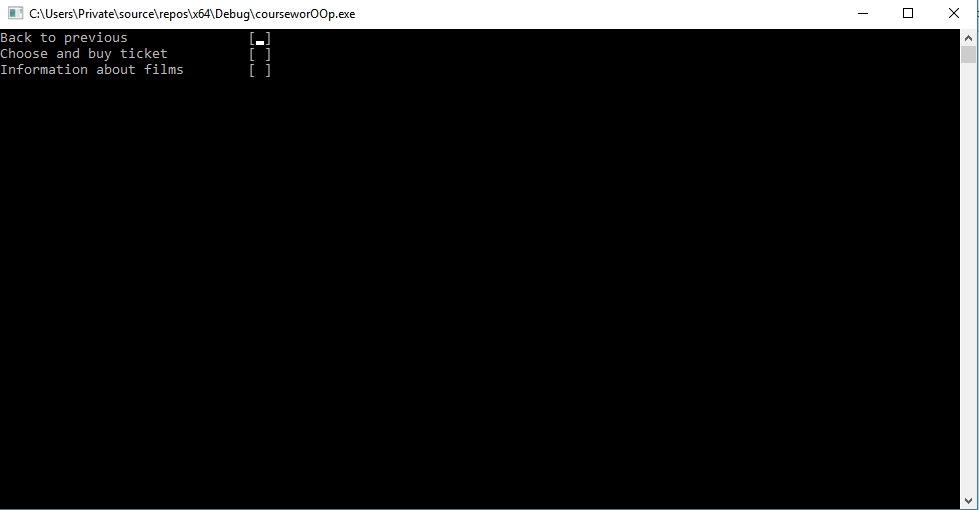 C:\Users\Private\source\repos\x64\Debug\courseworOOp.exe
Back to previous [ ]
Choose and buy ticket [ ]
Information about films [ ]